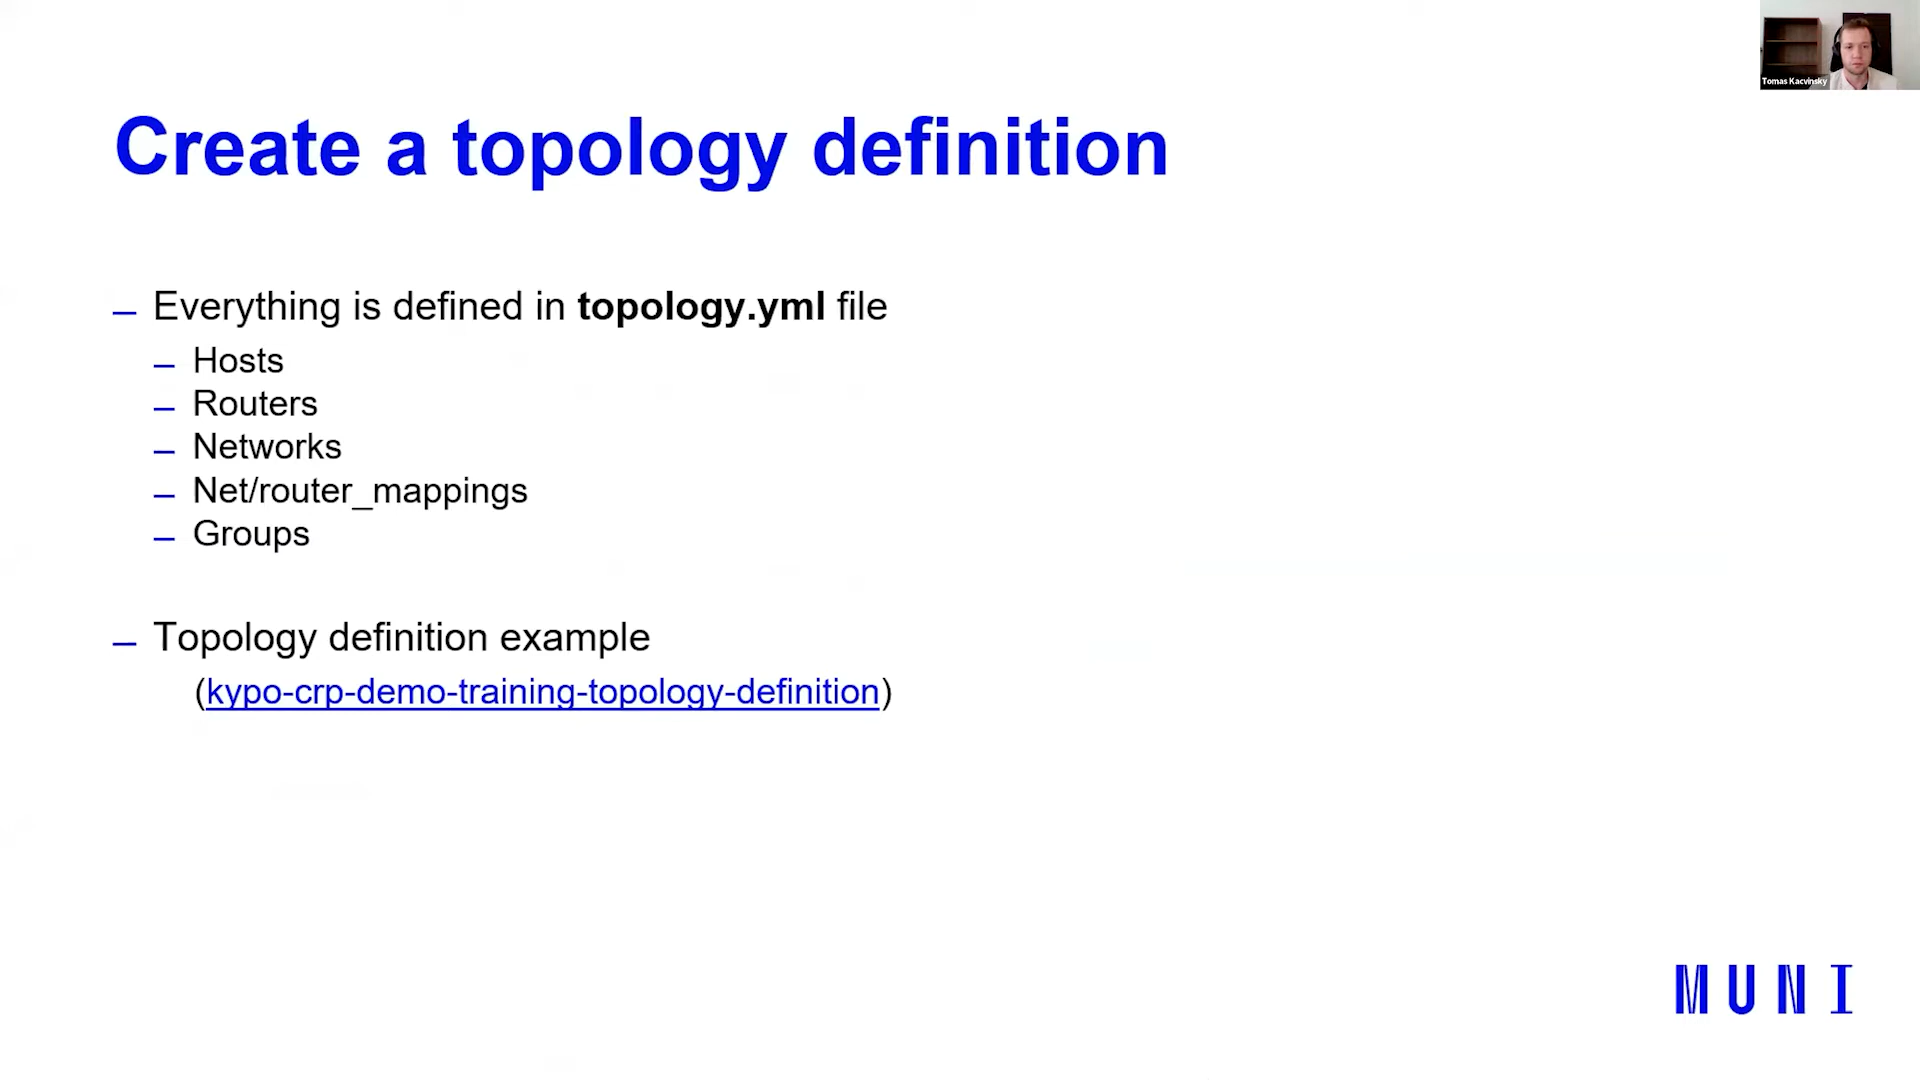 Tomas Kacvinsky
Create a topology definition
– Everything is defined in topology.yml file
– Hosts
– Routers
– Networks
– Net/router_mappings
– Groups
– Topology definition example
(kypo-crp-demo-training-topology-definition)
MUNI